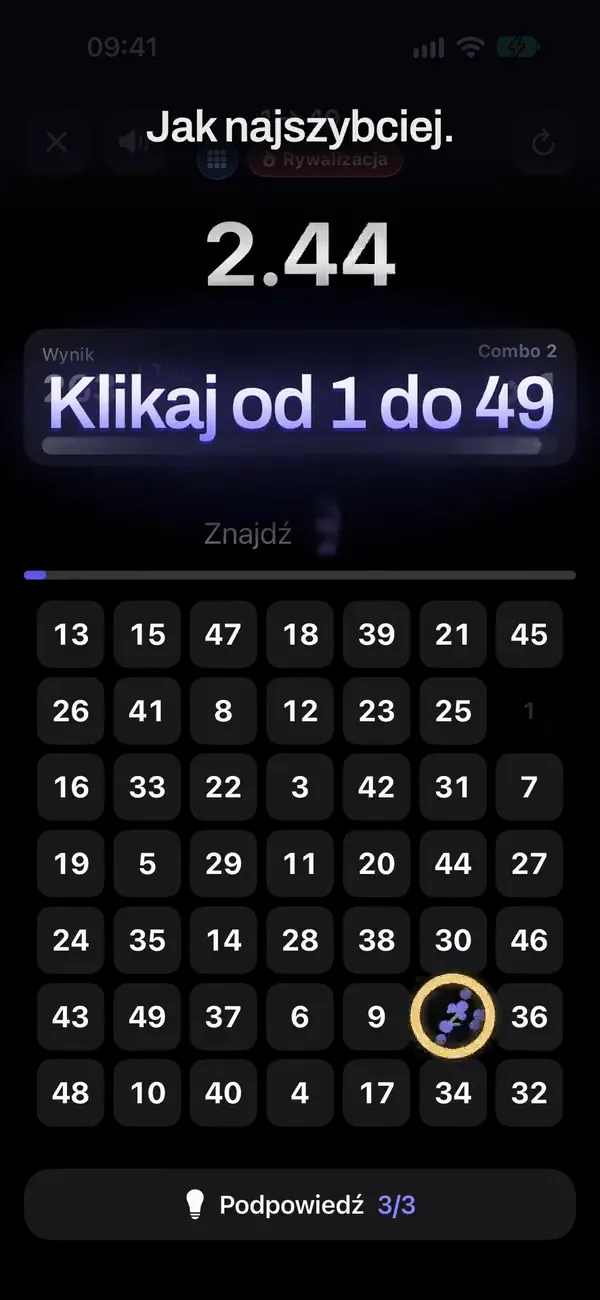 09:41
Jak najszybciej.
Rywalizacja
2.44
Wynik Combo 2
Klikaj od 1 do 49
Znajdź
13 15 47 18 39 21 45
26 41 8 12 23 25 1
16 33 22 3 42 31 7
19 5 29 11 20 44 27
24 35 14 28 38 30 46
43 49 37 6 9 36
48 10 40 4 17 34 32
Podpowiedź 3/3